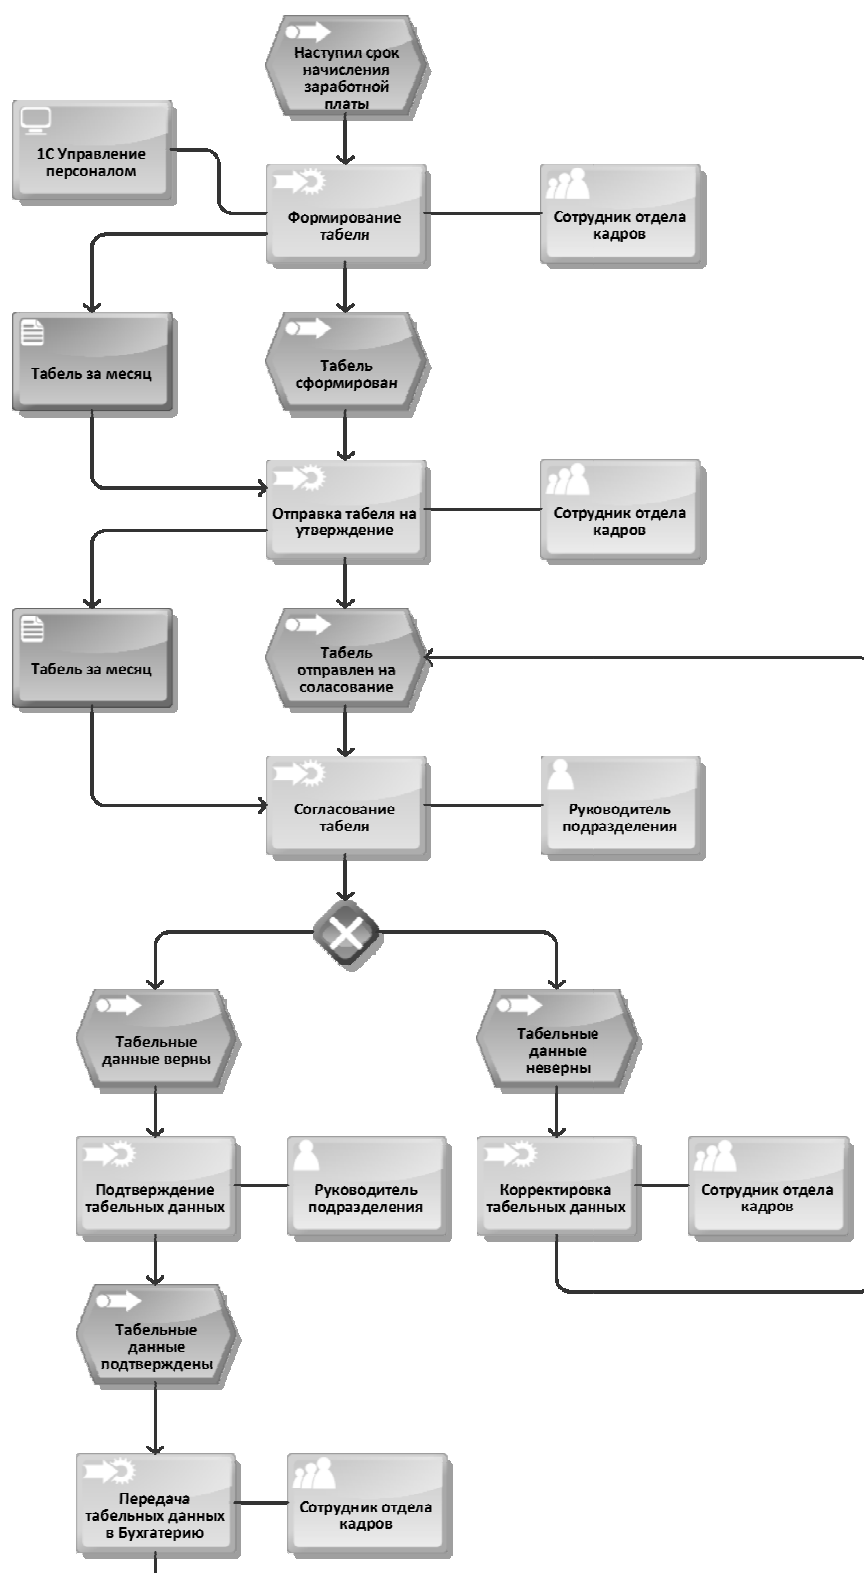 Наступил срок
начисления
заработной
платы
1С Управление
персоналом
Формирование
табеля
Сотрудник отдела
кадров
Табель за месяц
Табель
сформирован
Отправка табеля на
утверждение
Сотрудник отдела
кадров
Табель за месяц
Табель
отправлен на
соласование
Согласование
табеля
Руководитель
подразделения
Табельные
данные верны
Табельные
данные
неверны
Подтверждение
табельных данных
Руководитель
подразделения
Корректировка
табельных данных
Сотрудник отдела
кадров
Табельные
данные
подтверждены
Передача
табельных данных
в Бухгатерию
Сотрудник отдела
кадров